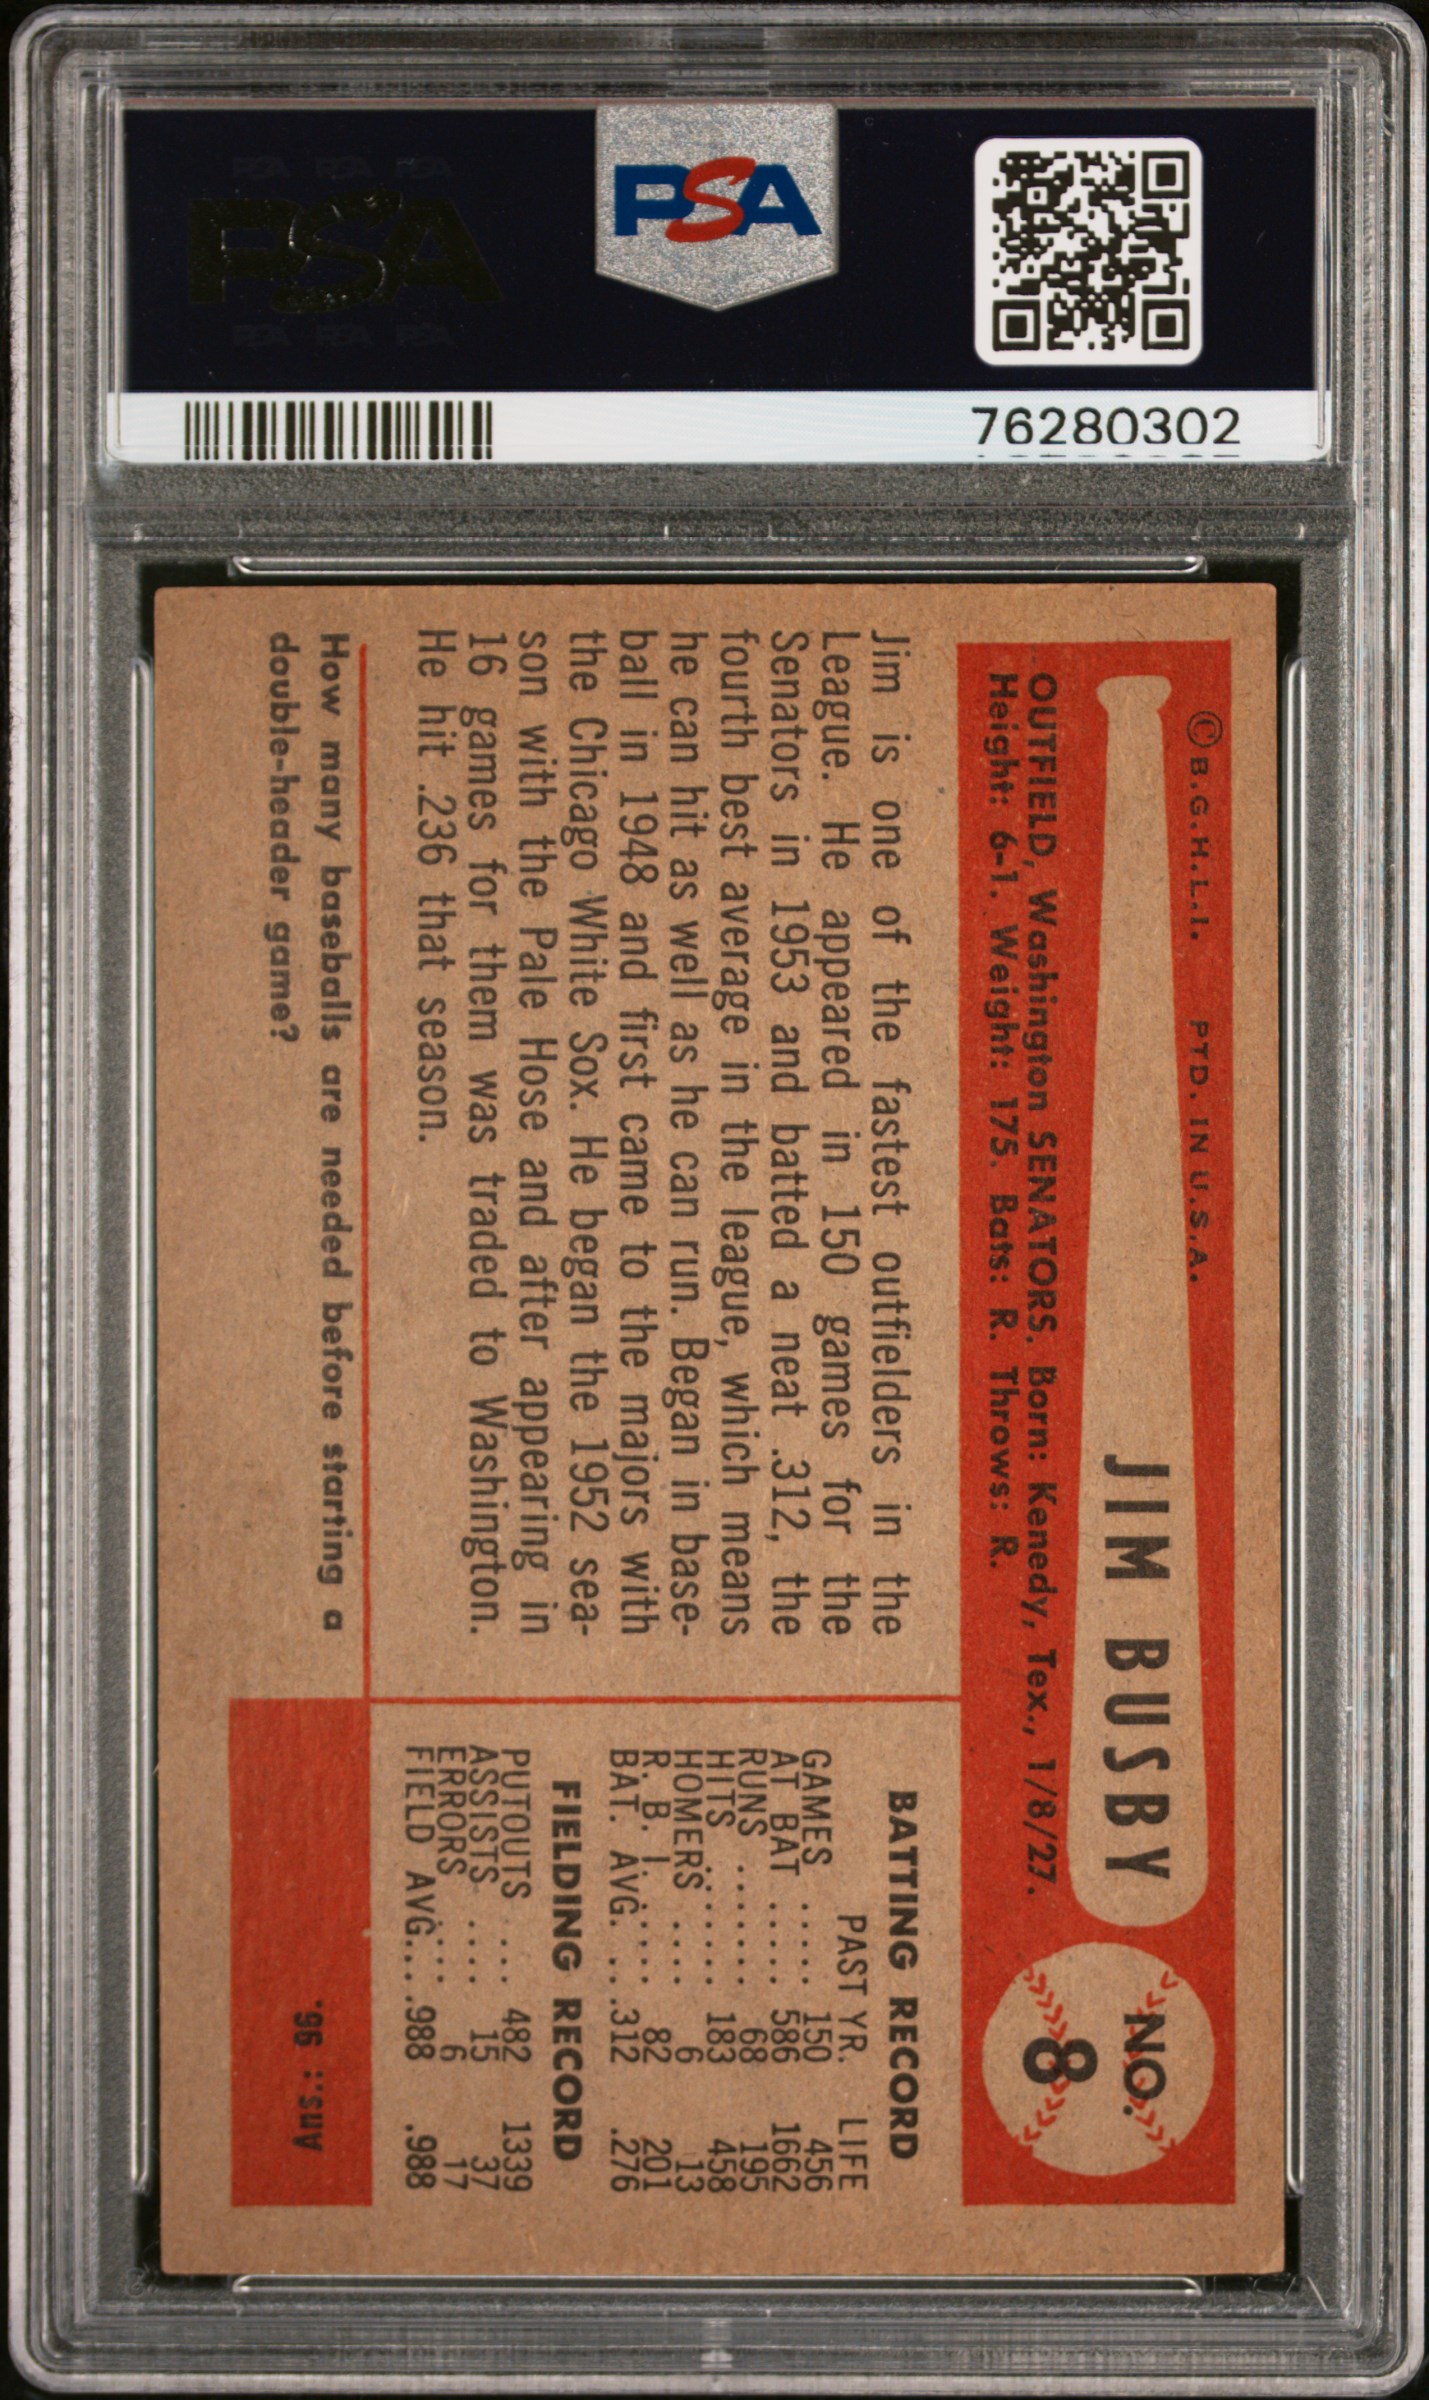 PSA
PSA
76280302
© B.G.H.L.I. PTD. IN U.S.A.
JIM BUSBY
NO.
8
OUTFIELD, Washington SENATORS. Born: Kenedy, Tex., 1/8/27.
Height: 6-1. Weight: 175. Bats: R. Throws: R.
Jim is one of the fastest outfielders in the
League. He appeared in 150 games for the
Senators in 1953 and batted a neat .312, the
fourth best average in the league, which means
he can hit as well as he can run. Began in base-
ball in 1948 and first came to the majors with
the Chicago White Sox. He began the 1952 sea-
son with the Pale Hose and after appearing in
16 games for them was traded to Washington.
He hit .236 that season.
BATTING RECORD
PAST YR. LIFE
GAMES ..... 150 456
AT BAT ..... 586 1662
RUNS ....... 68 195
HITS ....... 183 458
HOMERS ..... 6 13
R. B. I. .... 82 201
BAT. AVG. .. .312 .276
FIELDING RECORD
PUTOUTS ... 482 1339
ASSISTS .... 15 37
ERRORS ... 6 17
FIELD AVG... .988 .988
How many baseballs are needed before starting a
double-header game?
Ans.: 96.